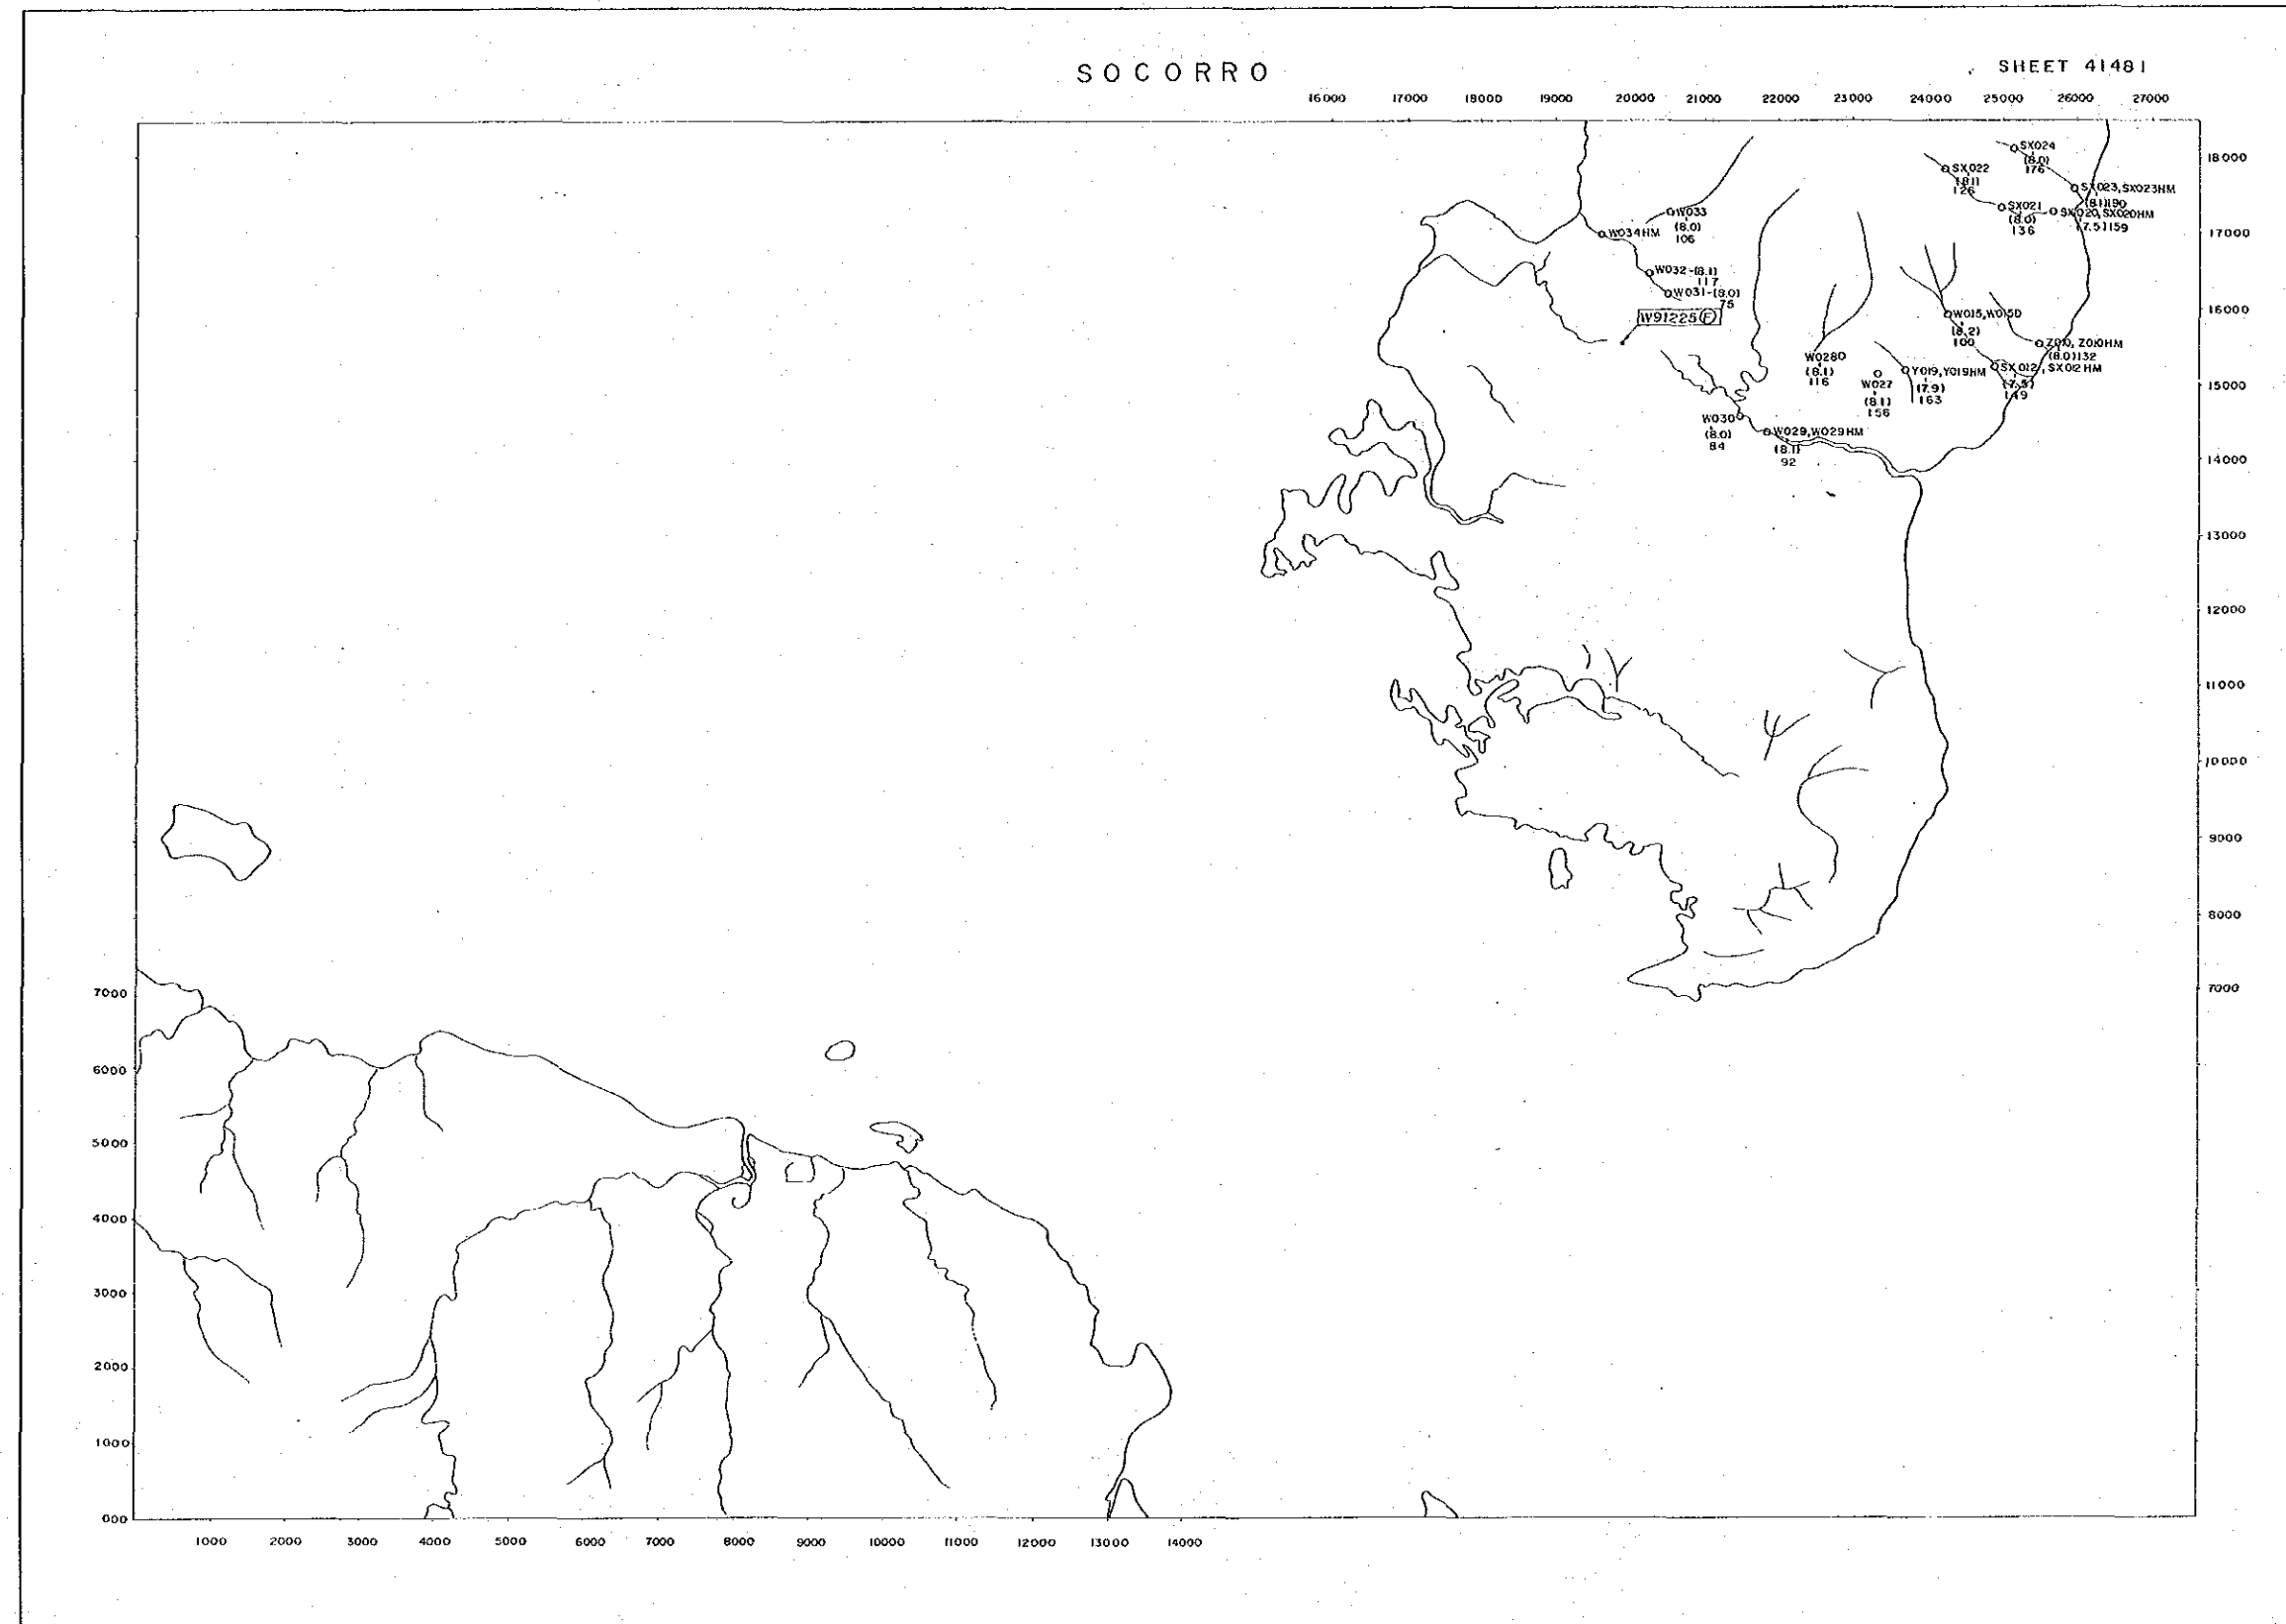 SOCORRO
SHEET 41481
16000 17000 18000 19000 20000 21000 22000 23000 24000 25000 26000 27000
SX024
(8.0)
176
18000
SX022
(8.1)
126
SX023, SX023HM
(8.1)190
SX021
(8.0)
136
SX020, SX020HM
(7.5)159
W033
(8.0)
106
W034HM
17000
W032-(8.1)
117
W031-(8.0)
75
W91225 F
16000
W015, W015D
(8.2)
100
Z010, Z010HM
(8.0)132
W028D
(8.1)
116
W027
(8.1)
156
Y019, Y019HM
(7.9)
163
SX012, SX012HM
(7.5)
149
15000
W030
(8.0)
84
W029, W029HM
(8.1)
92
14000
13000
12000
11000
10000
9000
8000
7000
7000
6000
5000
4000
3000
2000
1000
000
1000 2000 3000 4000 5000 6000 7000 8000 9000 10000 11000 12000 13000 14000